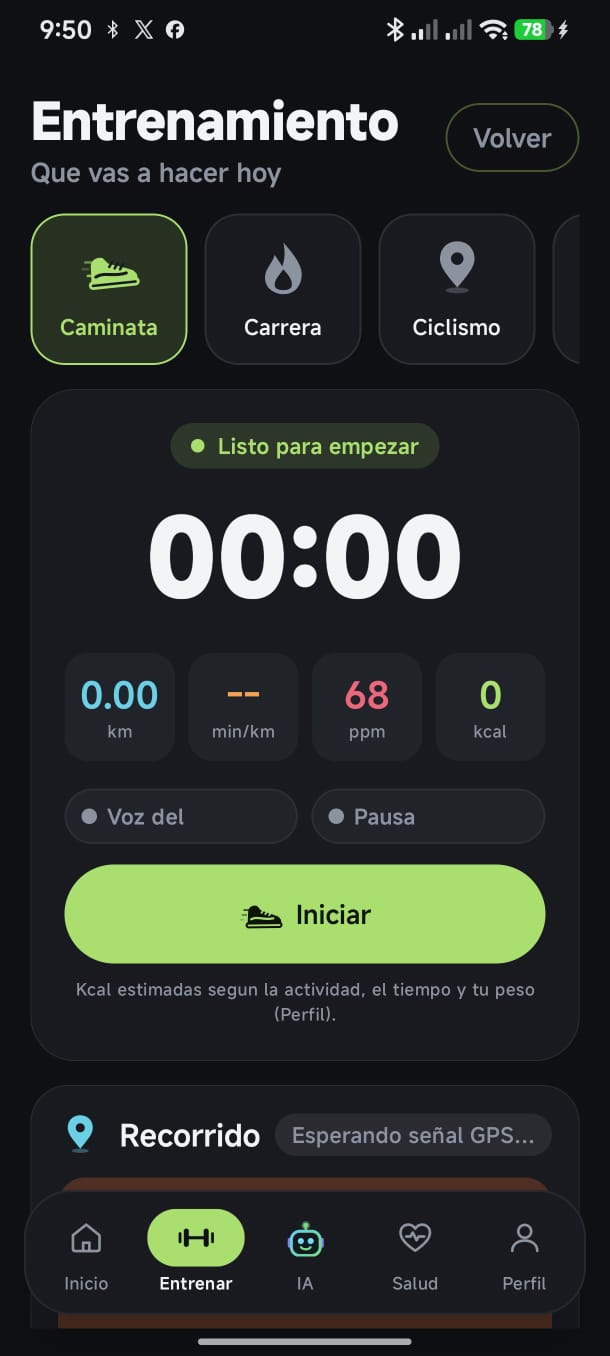 9:50
78
Entrenamiento
Volver
Que vas a hacer hoy
Caminata
Carrera
Ciclismo
Listo para empezar
00:00
0.00
--
68
0
km
min/km
ppm
kcal
Voz del
Pausa
Iniciar
Kcal estimadas segun la actividad, el tiempo y tu peso
(Perfil).
Recorrido
Esperando señal GPS...
Inicio
Entrenar
IA
Salud
Perfil